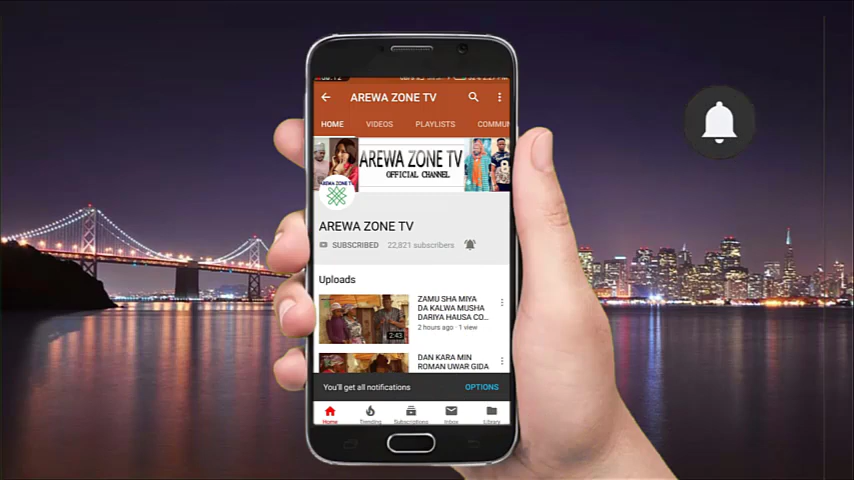 AREWA ZONE TV
HOME VIDEOS PLAYLISTS COMMUN
AREWA ZONE TV
OFFICIAL CHANNEL
AREWA ZONE TV
AREWA ZONE TV
SUBSCRIBED 22,821 subscribers
Uploads
ZAMU SHA MIYA
DA KALWA MUSHA
DARIYA HAUSA CO...
2 hours ago · 1 view
2:43
DAN KARA MIN
ROMAN UWAR GIDA
You'll get all notifications OPTIONS
Home Trending Subscriptions Inbox Library